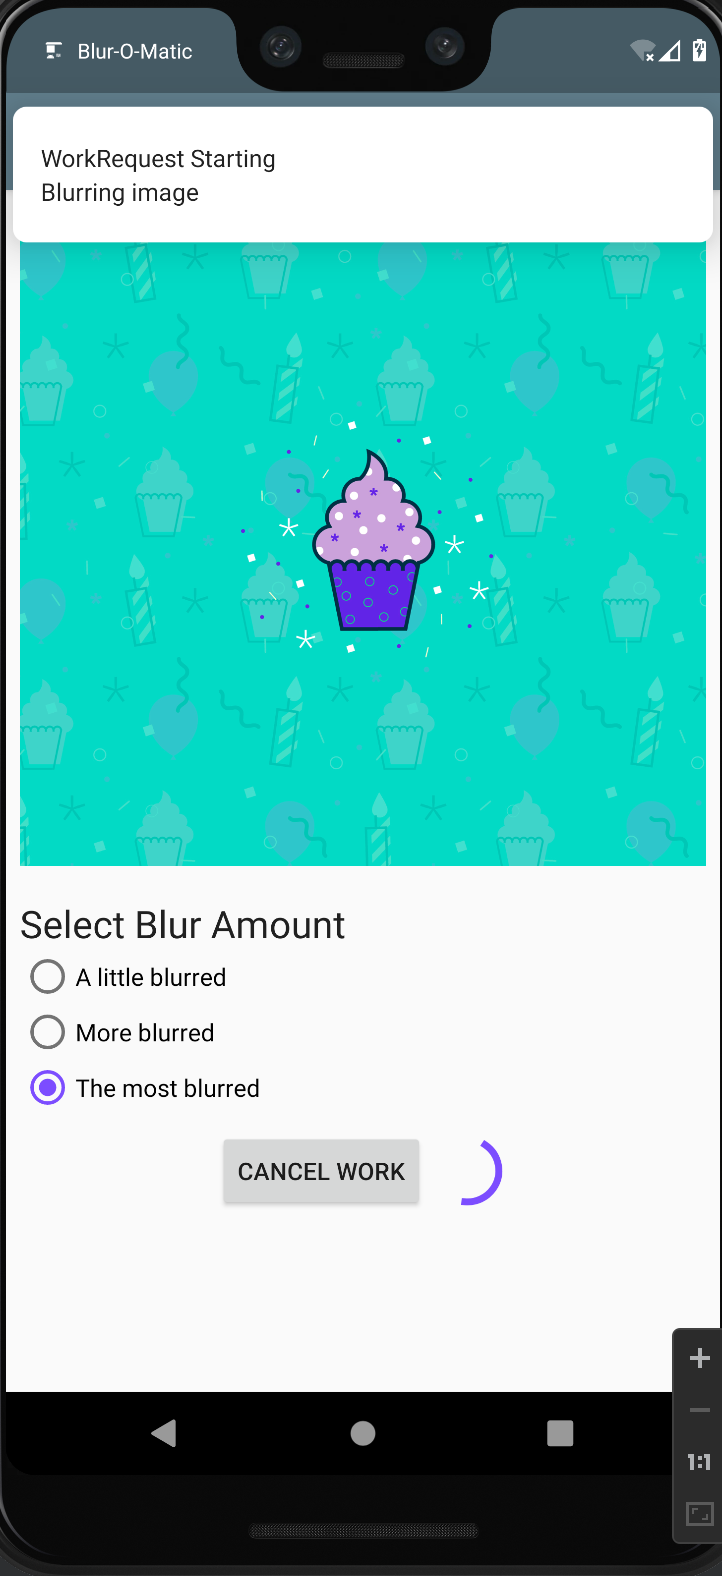 Blur-O-Matic
WorkRequest Starting
Blurring image
Select Blur Amount
A little blurred
More blurred
The most blurred
CANCEL WORK
1:1